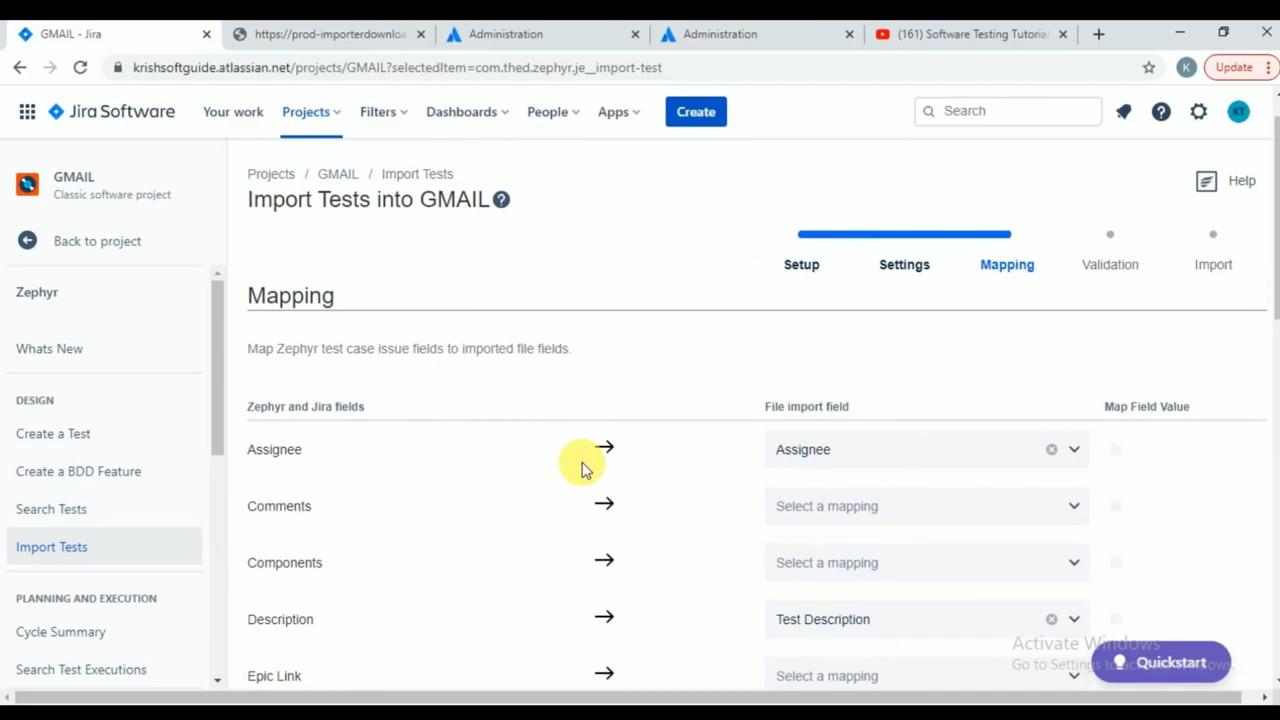 GMAIL - Jira
https://prod-importerdownloa
Administration
Administration
(161) Software Testing Tutoria
krishsoftguide.atlassian.net/projects/GMAIL?selectedItem=com.thed.zephyr.je__import-test
K
Update
Jira Software
Your work
Projects
Filters
Dashboards
People
Apps
Create
Search
KT
GMAIL
Classic software project
Back to project
Zephyr
Whats New
DESIGN
Create a Test
Create a BDD Feature
Search Tests
Import Tests
PLANNING AND EXECUTION
Cycle Summary
Search Test Executions
Projects / GMAIL / Import Tests
Import Tests into GMAIL
Help
Setup
Settings
Mapping
Validation
Import
Mapping
Map Zephyr test case issue fields to imported file fields.
Zephyr and Jira fields
File import field
Map Field Value
Assignee
Assignee
Comments
Select a mapping
Components
Select a mapping
Description
Test Description
Epic Link
Select a mapping
Activate Windows
Go to Settings to activate Windows.
Quickstart